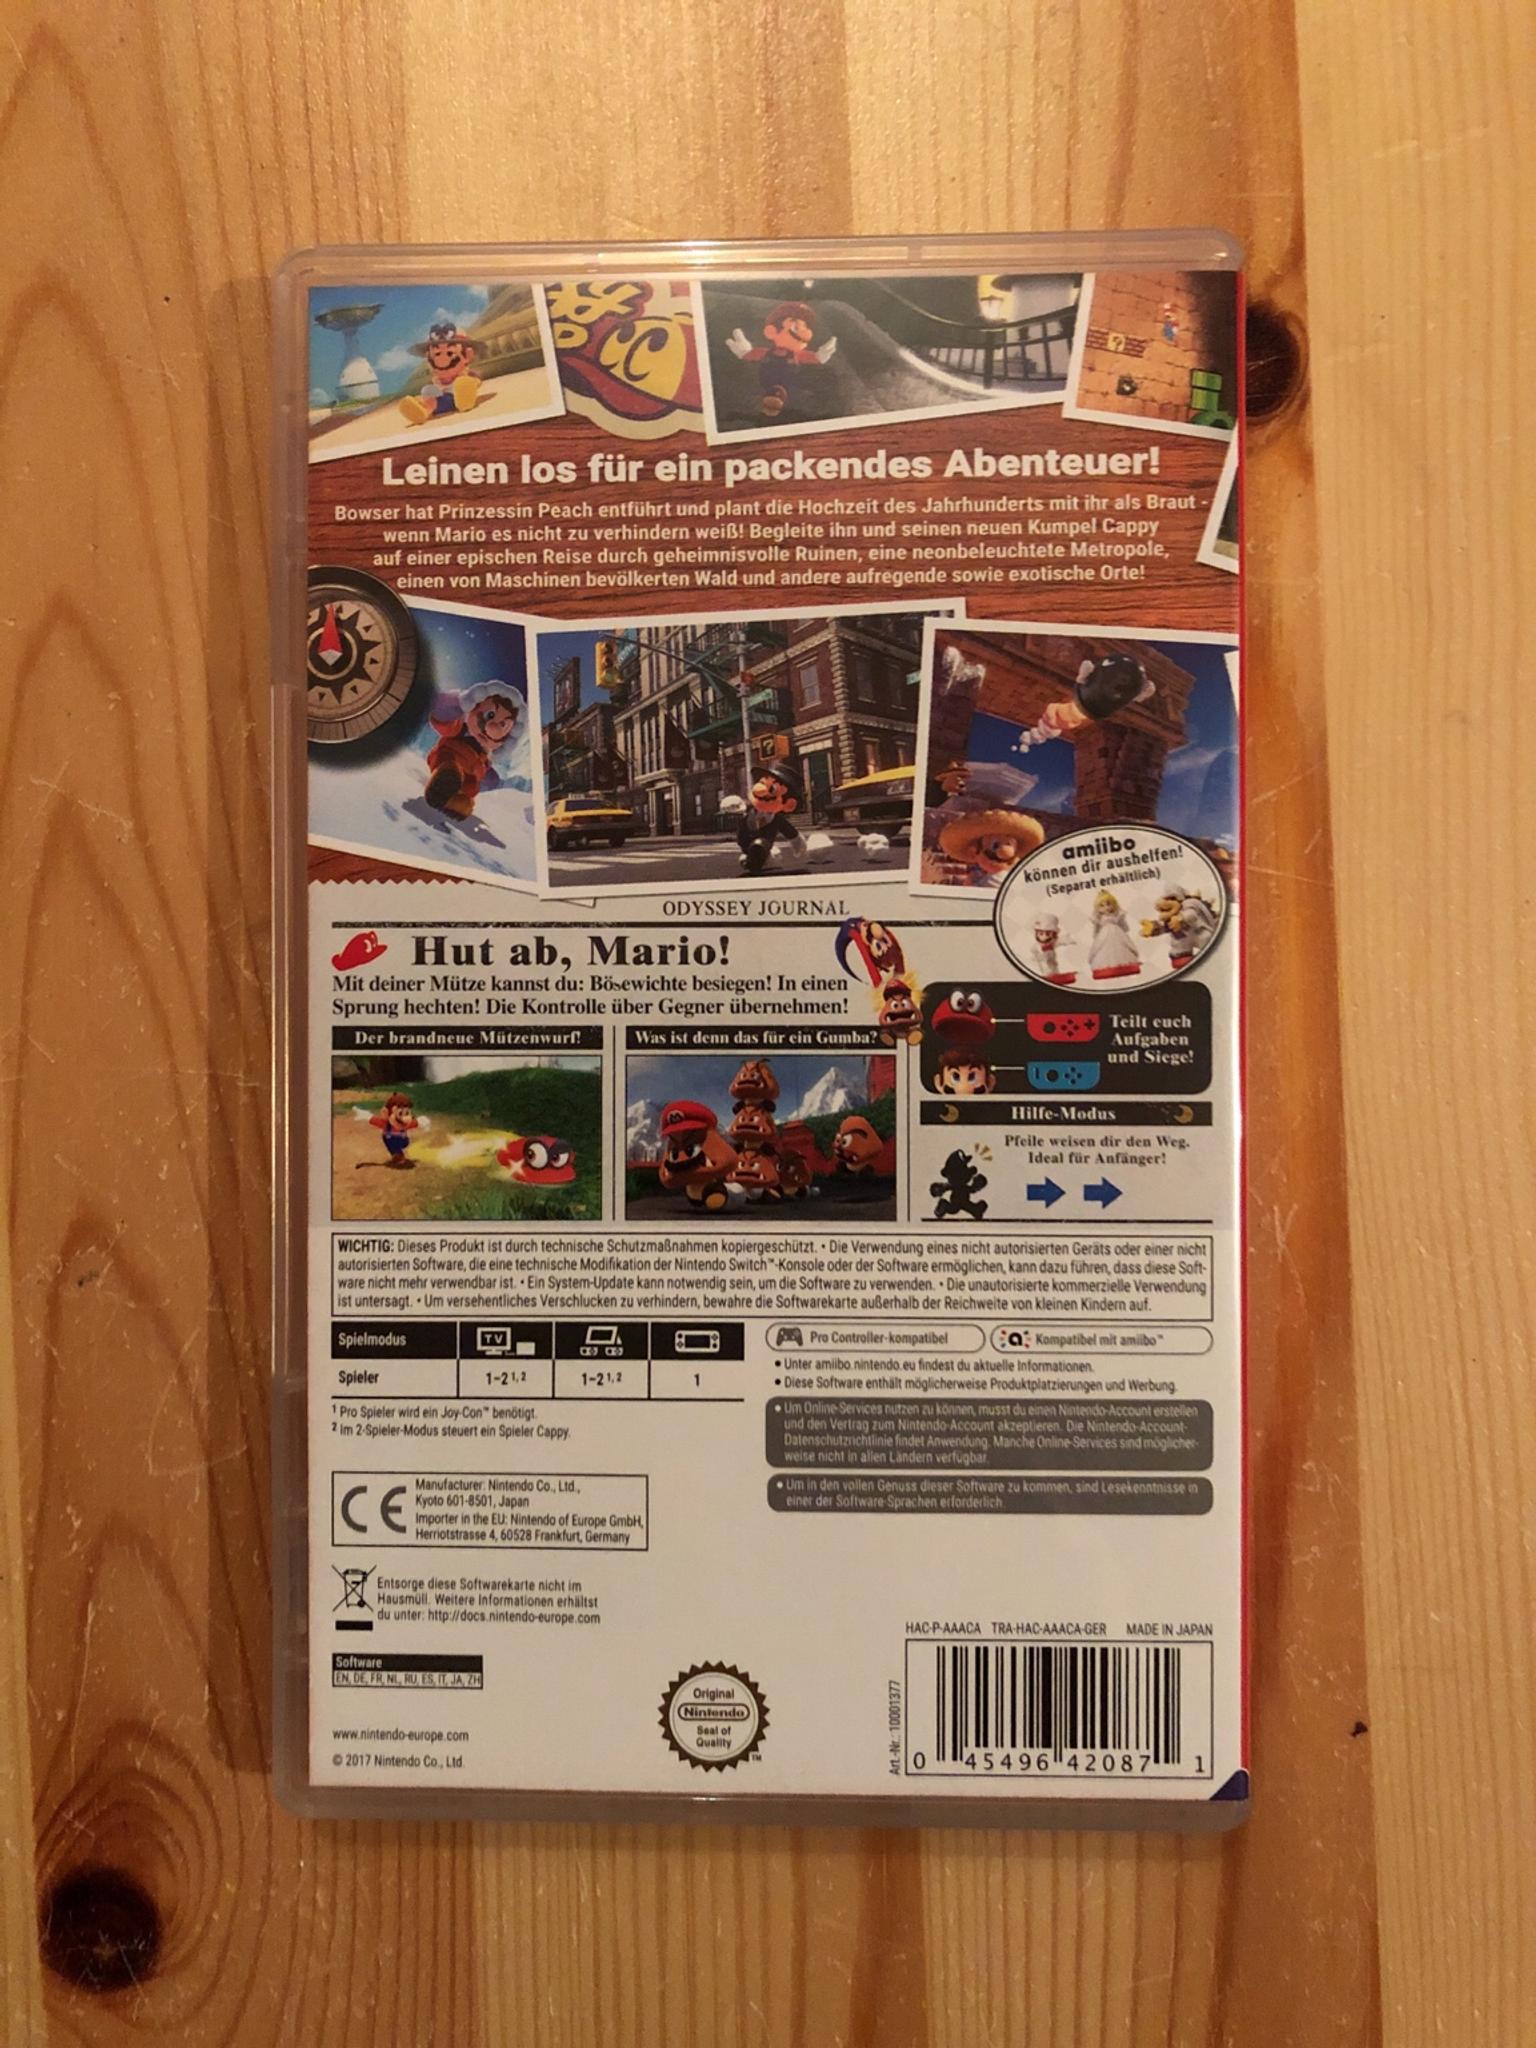 Leinen los für ein packendes Abenteuer!
Bowser hat Prinzessin Peach entführt und plant die Hochzeit des Jahrhunderts mit ihr als Braut -
wenn Mario es nicht zu verhindern weiß! Begleite ihn und seinen neuen Kumpel Cappy
auf einer epischen Reise durch geheimnisvolle Ruinen, eine neonbeleuchtete Metropole,
einen von Maschinen bevölkerten Wald und andere aufregende sowie exotische Orte!
amiibo
können dir aushelfen!
(Separat erhältlich)
ODYSSEY JOURNAL
Hut ab, Mario!
Mit deiner Mütze kannst du: Bösewichte besiegen! In einen
Sprung hechten! Die Kontrolle über Gegner übernehmen!
Der brandneue Mützenwurf!
Was ist denn das für ein Gumba?
Teilt euch
Aufgaben
und Siege!
Hilfe-Modus
Pfeile weisen dir den Weg.
Ideal für Anfänger!
WICHTIG: Dieses Produkt ist durch technische Schutzmaßnahmen kopiergeschützt. • Die Verwendung eines nicht autorisierten Geräts oder einer nicht
autorisierten Software, die eine technische Modifikation der Nintendo Switch™-Konsole oder der Software ermöglichen, kann dazu führen, dass diese Soft-
ware nicht mehr verwendbar ist. • Ein System-Update kann notwendig sein, um die Software zu verwenden. • Die unautorisierte kommerzielle Verwendung
ist untersagt. • Um versehentliches Verschlucken zu verhindern, bewahre die Softwarekarte außerhalb der Reichweite von kleinen Kindern auf.
Spielmodus TV
Spieler 1-2 1, 2 1-2 1, 2 1
1 Pro Spieler wird ein Joy-Con™ benötigt.
2 Im 2-Spieler-Modus steuert ein Spieler Cappy.
Pro Controller-kompatibel
a Kompatibel mit amiibo™
• Unter amiibo.nintendo.eu findest du aktuelle Informationen.
• Diese Software enthält möglicherweise Produktplatzierungen und Werbung.
• Um Online-Services nutzen zu können, musst du einen Nintendo-Account erstellen
und den Vertrag zum Nintendo-Account akzeptieren. Die Nintendo-Account-
Datenschutzrichtlinie findet Anwendung. Manche Online-Services sind möglicher-
weise nicht in allen Ländern verfügbar.
• Um in den vollen Genuss dieser Software zu kommen, sind Lesekenntnisse in
einer der Software-Sprachen erforderlich.
CE
Manufacturer: Nintendo Co., Ltd.,
Kyoto 601-8501, Japan
Importer in the EU: Nintendo of Europe GmbH,
Herriotstrasse 4, 60528 Frankfurt, Germany
Entsorge diese Softwarekarte nicht im
Hausmüll. Weitere Informationen erhältst
du unter: http://docs.nintendo-europe.com
Software
EN, DE, FR, NL, RU, ES, IT, JA, ZH
www.nintendo-europe.com
© 2017 Nintendo Co., Ltd.
Original
Nintendo
Seal of
Quality
TM
HAC-P-AAACA TRA-HAC-AAACA-GER MADE IN JAPAN
Art.-Nr.: 10001377
0 45496 42087 1